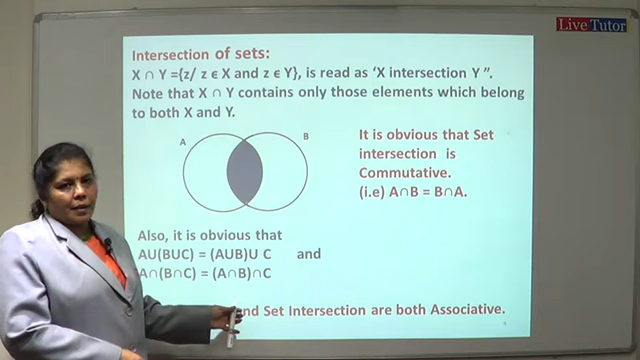 Live Tutor
Intersection of sets:
X ∩ Y ={z/ z ϵ X and z ϵ Y}, is read as ‘X intersection Y ”.
Note that X ∩ Y contains only those elements which belong
to both X and Y.
A
B
It is obvious that Set
intersection is
Commutative.
(i.e) A∩B = B∩A.
Also, it is obvious that
AU(BUC) = (AUB)U C and
A∩(B∩C) = (A∩B)∩C
Set Intersection are both Associative.